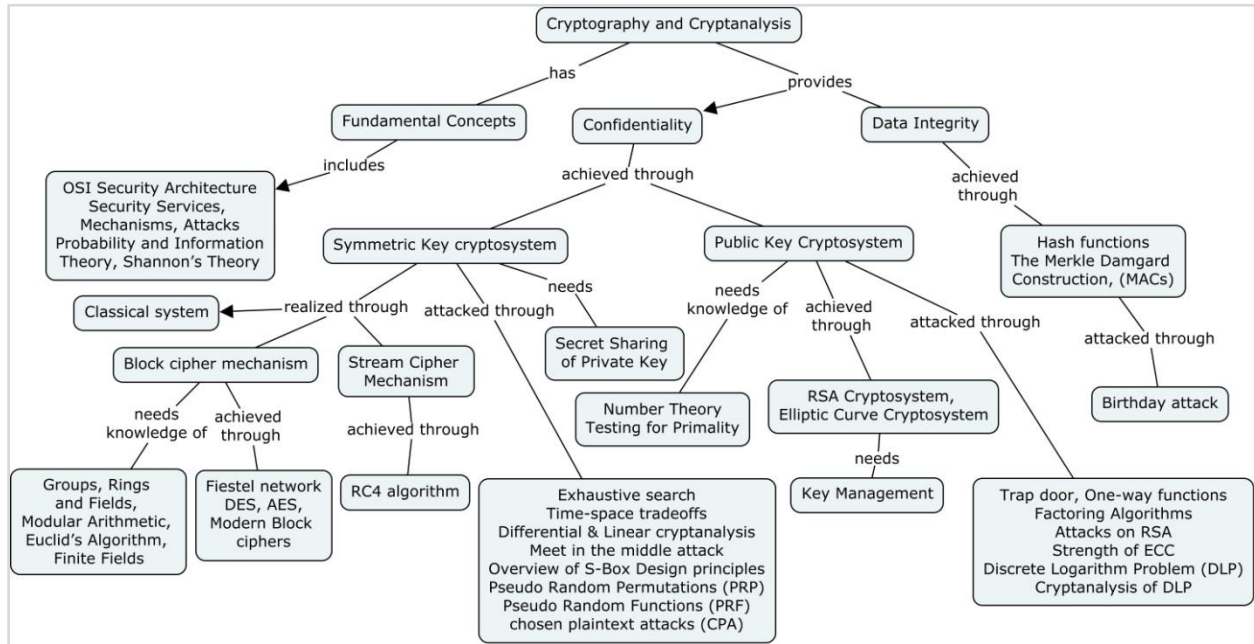 Cryptography and Cryptanalysis
has
provides
Fundamental Concepts
Confidentiality
Data Integrity
includes
achieved through
achieved
through
OSI Security Architecture
Security Services,
Mechanisms, Attacks
Probability and Information
Theory, Shannon's Theory
Symmetric Key cryptosystem
Public Key Cryptosystem
Hash functions
The Merkle Damgard
Construction, (MACs)
Classical system
realized through
attacked through
needs
needs
knowledge of
achieved
through
attacked through
attacked through
Block cipher mechanism
Stream Cipher
Mechanism
Secret Sharing
of Private Key
Number Theory
Testing for Primality
RSA Cryptosystem,
Elliptic Curve Cryptosystem
Birthday attack
needs
knowledge of
achieved
through
achieved through
needs
Groups, Rings
and Fields,
Modular Arithmetic,
Euclid's Algorithm,
Finite Fields
Fiestel network
DES, AES,
Modern Block
ciphers
RC4 algorithm
Exhaustive search
Time-space tradeoffs
Differential & Linear cryptanalysis
Meet in the middle attack
Overview of S-Box Design principles
Pseudo Random Permutations (PRP)
Pseudo Random Functions (PRF)
chosen plaintext attacks (CPA)
Key Management
Trap door, One-way functions
Factoring Algorithms
Attacks on RSA
Strength of ECC
Discrete Logarithm Problem (DLP)
Cryptanalysis of DLP